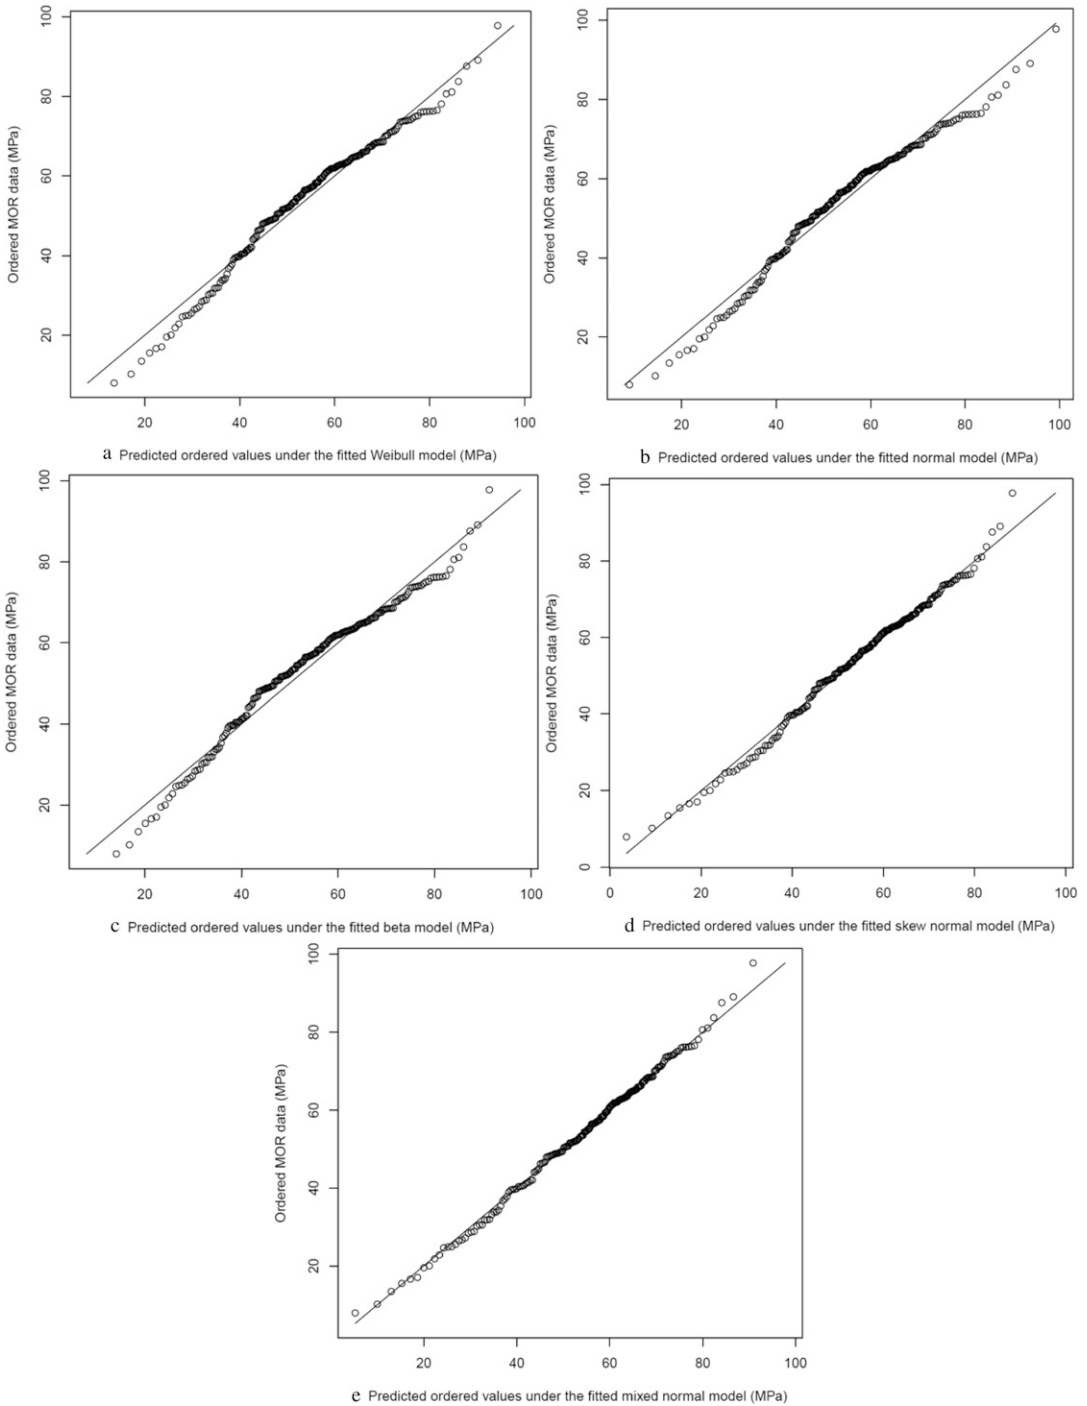 100
80
60
40
20
Ordered MOR data (MPa)
20 40 60 80 100
a Predicted ordered values under the fitted Weibull model (MPa)
100
80
60
40
20
Ordered MOR data (MPa)
20 40 60 80 100
b Predicted ordered values under the fitted normal model (MPa)
100
80
60
40
20
Ordered MOR data (MPa)
20 40 60 80 100
c Predicted ordered values under the fitted beta model (MPa)
100
80
60
40
20
0
Ordered MOR data (MPa)
0 20 40 60 80 100
d Predicted ordered values under the fitted skew normal model (MPa)
100
80
60
40
20
Ordered MOR data (MPa)
20 40 60 80 100
e Predicted ordered values under the fitted mixed normal model (MPa)